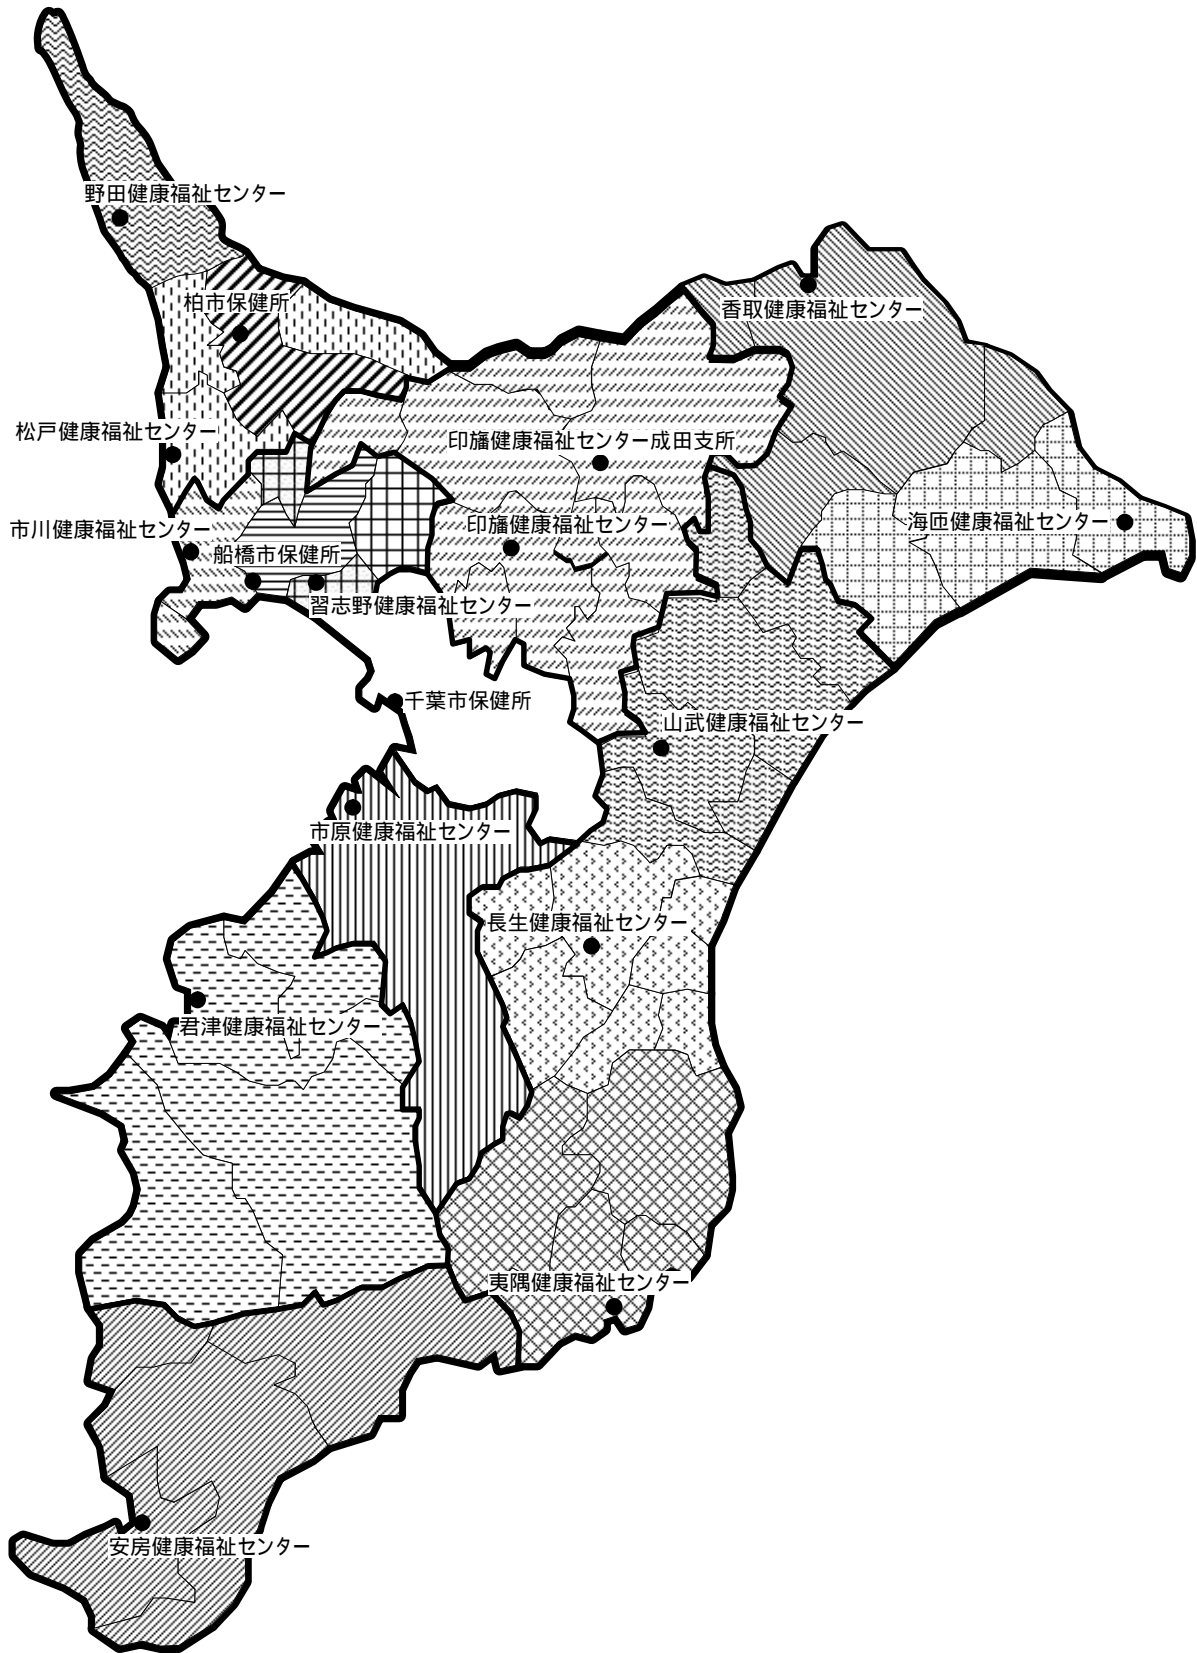 野田健康福祉センター
柏市保健所
香取健康福祉センター
松戸健康福祉センター
印旛健康福祉センター成田支所
市川健康福祉センター
印旛健康福祉センター
海匝健康福祉センター
船橋市保健所
習志野健康福祉センター
千葉市保健所
山武健康福祉センター
市原健康福祉センター
長生健康福祉センター
君津健康福祉センター
夷隅健康福祉センター
安房健康福祉センター